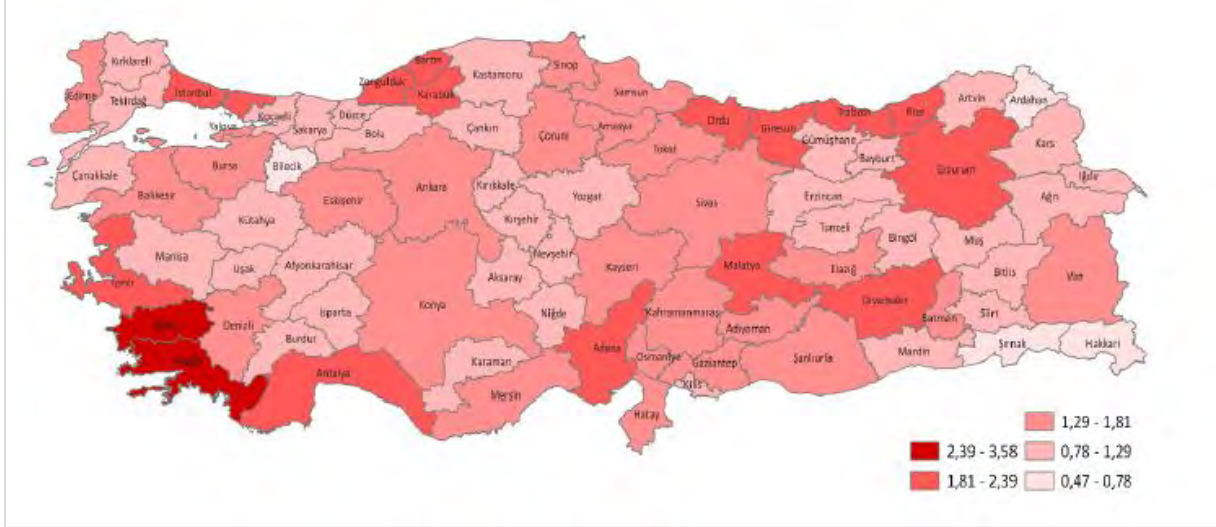 Kırklareli
Edirne
Tekirdağ
İstanbul
Kocaeli
Yalova
Sakarya
Düzce
Bolu
Zonguldak
Bartın
Karabük
Kastamonu
Sinop
Çankırı
Samsun
Çorum
Amasya
Tokat
Ordu
Giresun
Trabzon
Rize
Artvin
Ardahan
Gümüşhane
Bayburt
Erzurum
Kars
Iğdır
Ağrı
Çanakkale
Balıkesir
Bursa
Bilecik
Eskişehir
Ankara
Kırıkkale
Kırşehir
Yozgat
Sivas
Erzincan
Tunceli
Bingöl
Muş
Bitlis
Van
Kütahya
Manisa
Uşak
Afyonkarahisar
İzmir
Denizli
Isparta
Burdur
Antalya
Konya
Aksaray
Nevşehir
Niğde
Kayseri
Karaman
Mersin
Adana
Malatya
Elazığ
Diyarbakır
Batman
Siirt
Kahramanmaraş
Adıyaman
Osmaniye
Gaziantep
Kilis
Hatay
Şanlıurfa
Mardin
Şırnak
Hakkari
1,29 - 1,81
2,39 - 3,58
0,78 - 1,29
1,81 - 2,39
0,47 - 0,78